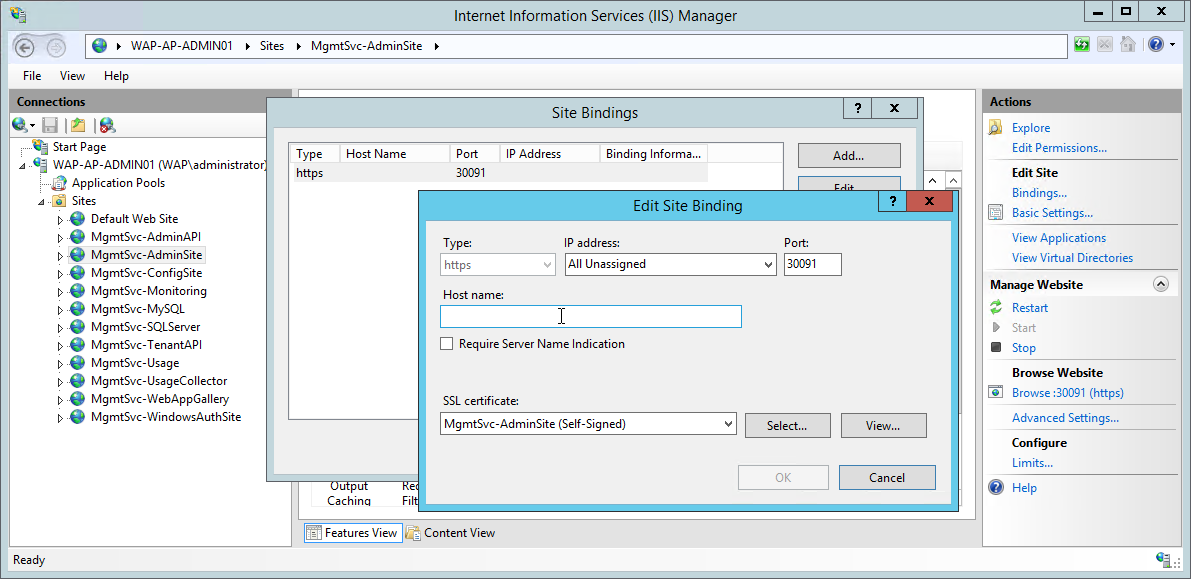 Internet Information Services (IIS) Manager
WAP-AP-ADMIN01 Sites MgmtSvc-AdminSite
File View Help
Connections
Start Page
WAP-AP-ADMIN01 (WAP\administrator)
Application Pools
Sites
Default Web Site
MgmtSvc-AdminAPI
MgmtSvc-AdminSite
MgmtSvc-ConfigSite
MgmtSvc-Monitoring
MgmtSvc-MySQL
MgmtSvc-SQLServer
MgmtSvc-TenantAPI
MgmtSvc-Usage
MgmtSvc-UsageCollector
MgmtSvc-WebAppGallery
MgmtSvc-WindowsAuthSite
Site Bindings
? X
Type Host Name Port IP Address Binding Informa...
https 30091
Add...
Edit
Edit Site Binding
? X
Type: IP address: Port:
https All Unassigned 30091
Host name:
Require Server Name Indication
SSL certificate:
MgmtSvc-AdminSite (Self-Signed)
Select... View...
OK Cancel
Output
Caching Filt
Features View Content View
Actions
Explore
Edit Permissions...
Edit Site
Bindings...
Basic Settings...
View Applications
View Virtual Directories
Manage Website
Restart
Start
Stop
Browse Website
Browse :30091 (https)
Advanced Settings...
Configure
Limits...
Help
Ready